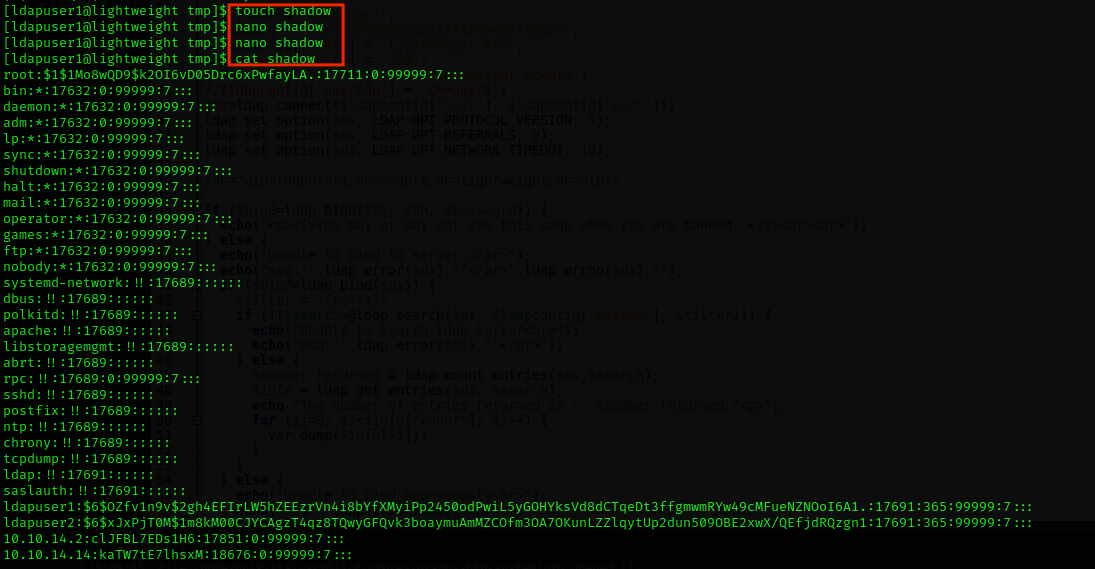 [ldapuser1@lightweight tmp]$ touch shadow
[ldapuser1@lightweight tmp]$ nano shadow
[ldapuser1@lightweight tmp]$ nano shadow
[ldapuser1@lightweight tmp]$ cat shadow
root:$1$1Mo8wQD9$k2OI6vD05Drc6xPwfayLA.:17711:0:99999:7:::
bin:*:17632:0:99999:7:::
daemon:*:17632:0:99999:7:::
adm:*:17632:0:99999:7:::
lp:*:17632:0:99999:7:::
sync:*:17632:0:99999:7:::
shutdown:*:17632:0:99999:7:::
halt:*:17632:0:99999:7:::
mail:*:17632:0:99999:7:::
operator:*:17632:0:99999:7:::
games:*:17632:0:99999:7:::
ftp:*:17632:0:99999:7:::
nobody:*:17632:0:99999:7:::
systemd-network:!!:17689::::::
dbus:!!:17689::::::
polkitd:!!:17689::::::
apache:!!:17689::::::
libstoragemgmt:!!:17689::::::
abrt:!!:17689::::::
rpc:!!:17689:0:99999:7:::
sshd:!!:17689::::::
postfix:!!:17689::::::
ntp:!!:17689::::::
chrony:!!:17689::::::
tcpdump:!!:17689::::::
ldap:!!:17691::::::
saslauth:!!:17691::::::
ldapuser1:$6$OZfv1n9v$2gh4EFIrLW5hZEEzrVn4i8bYfXMyiPp2450odPwiL5yGOHYksVd8dCTqeDt3ffgmwmRYw49cMFueNZNOoI6A1.:17691:365:99999:7:::
ldapuser2:$6$xJxPjT0M$1m8kM00CJYCAgzT4qz8TQwyGFQvk3boaymuAmMZCOfm3OA7OKunLZZlqytUp2dun509OBE2xwX/QEfjdRQzgn1:17691:365:99999:7:::
10.10.14.2:clJFBL7EDs1H6:17851:0:99999:7:::
10.10.14.14:kaTW7tE7lhsxM:18676:0:99999:7:::